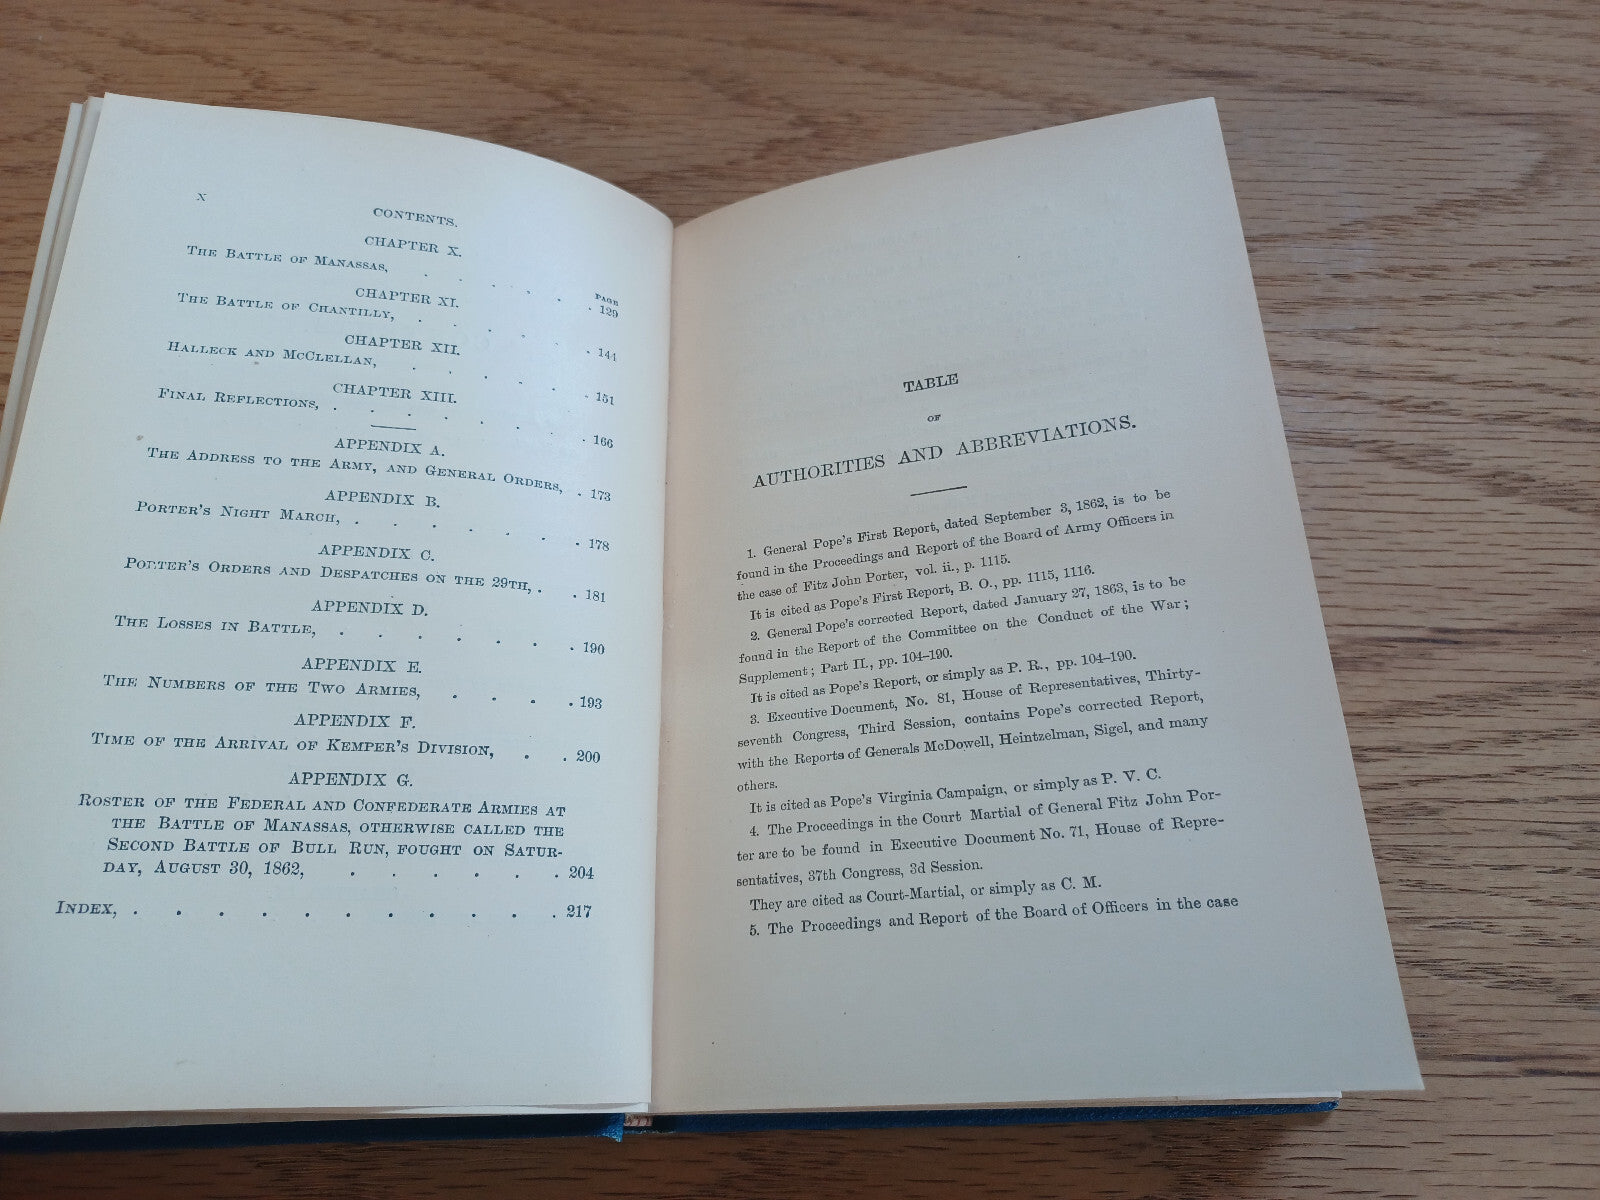 X
CONTENTS.
CHAPTER X.
PAGE
THE BATTLE OF MANASSAS, . . . . . . 129
CHAPTER XI.
THE BATTLE OF CHANTILLY, . . . . . . 144
CHAPTER XII.
HALLECK AND MCCLELLAN, . . . . . . 151
CHAPTER XIII.
FINAL REFLECTIONS, . . . . . . . 166
APPENDIX A.
THE ADDRESS TO THE ARMY, AND GENERAL ORDERS, . 173
APPENDIX B.
PORTER'S NIGHT MARCH, . . . . . . 178
APPENDIX C.
PORTER'S ORDERS AND DESPATCHES ON THE 29TH, . . 181
APPENDIX D.
THE LOSSES IN BATTLE, . . . . . . . 190
APPENDIX E.
THE NUMBERS OF THE TWO ARMIES, . . . . 193
APPENDIX F.
TIME OF THE ARRIVAL OF KEMPER'S DIVISION, . . 200
APPENDIX G.
ROSTER OF THE FEDERAL AND CONFEDERATE ARMIES AT
THE BATTLE OF MANASSAS, OTHERWISE CALLED THE
SECOND BATTLE OF BULL RUN, FOUGHT ON SATUR-
DAY, AUGUST 30, 1862, . . . . . . 204
INDEX, . . . . . . . . . . . 217
TABLE
OF
AUTHORITIES AND ABBREVIATIONS.
1. General Pope's First Report, dated September 3, 1862, is to be
found in the Proceedings and Report of the Board of Army Officers in
the case of Fitz John Porter, vol. ii., p. 1115.
It is cited as Pope's First Report, B. O., pp. 1115, 1116.
2. General Pope's corrected Report, dated January 27, 1863, is to be
found in the Report of the Committee on the Conduct of the War;
Supplement; Part II., pp. 104-190.
It is cited as Pope's Report, or simply as P. R., pp. 104-190.
3. Executive Document, No. 81, House of Representatives, Thirty-
seventh Congress, Third Session, contains Pope's corrected Report,
with the Reports of Generals McDowell, Heintzelman, Sigel, and many
others.
It is cited as Pope's Virginia Campaign, or simply as P. V. C.
4. The Proceedings in the Court Martial of General Fitz John Por-
ter are to be found in Executive Document No. 71, House of Repre-
sentatives, 37th Congress, 3d Session.
They are cited as Court-Martial, or simply as C. M.
5. The Proceedings and Report of the Board of Officers in the case